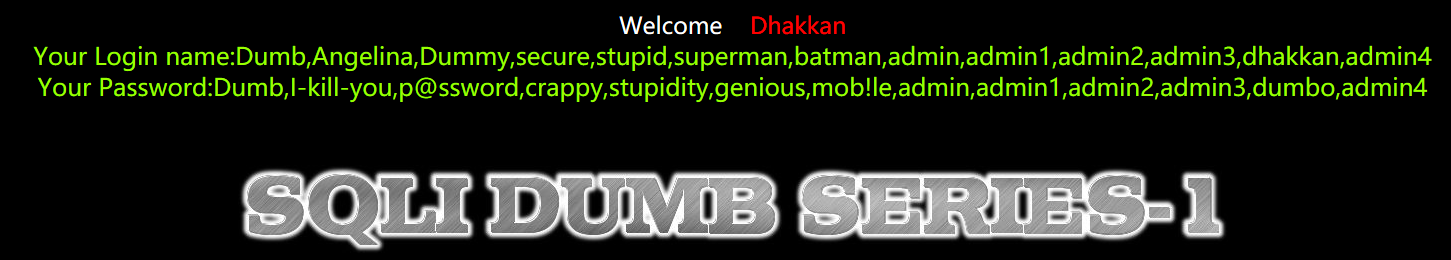 Welcome Dhakkan
Your Login name:Dumb,Angelina,Dummy,secure,stupid,superman,batman,admin,admin1,admin2,admin3,dhakkan,admin4
Your Password:Dumb,I-kill-you,p@ssword,crappy,stupidity,genious,mob!le,admin,admin1,admin2,admin3,dumbo,admin4
SQLI DUMB SERIES-1